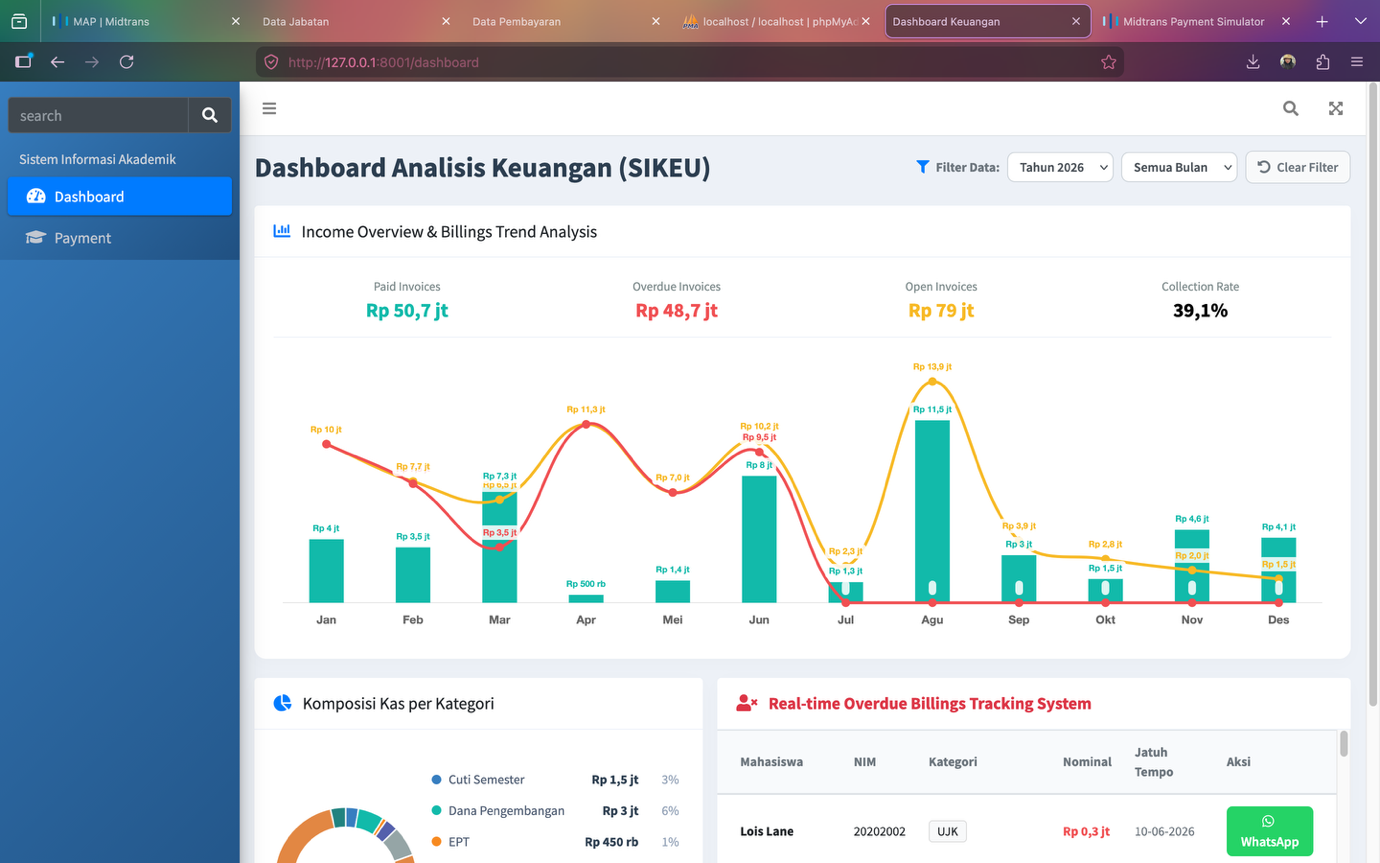 MAP | Midtrans
Data Jabatan
Data Pembayaran
localhost / localhost | phpMyAd
Dashboard Keuangan
Midtrans Payment Simulator
http://127.0.0.1:8001/dashboard
search
Sistem Informasi Akademik
Dashboard
Payment
Dashboard Analisis Keuangan (SIKEU)
Filter Data:
Tahun 2026
Semua Bulan
Clear Filter
Income Overview & Billings Trend Analysis
Paid Invoices
Rp 50,7 jt
Overdue Invoices
Rp 48,7 jt
Open Invoices
Rp 79 jt
Collection Rate
39,1%
Rp 13,9 jt
Rp 11,3 jt
Rp 11,5 jt
Rp 10 jt
Rp 10,2 jt
Rp 9,5 jt
Rp 7,7 jt
Rp 8 jt
Rp 7,3 jt
Rp 7,0 jt
Rp 4 jt
Rp 3,5 jt
Rp 3,5 jt
Rp 500 rb
Rp 1,4 jt
Rp 2,3 jt
Rp 1,3 jt
Rp 3,9 jt
Rp 3 jt
Rp 2,8 jt
Rp 1,5 jt
Rp 4,6 jt
Rp 2,0 jt
Rp 4,1 jt
Rp 1,5 jt
0 0 0 0 0 0
Jan Feb Mar Apr Mei Jun Jul Agu Sep Okt Nov Des
Komposisi Kas per Kategori
Cuti Semester Rp 1,5 jt 3%
Dana Pengembangan Rp 3 jt 6%
EPT Rp 450 rb 1%
Real-time Overdue Billings Tracking System
Mahasiswa NIM Kategori Nominal Jatuh Tempo Aksi
Lois Lane 20202002 UJK Rp 0,3 jt 10-06-2026
WhatsApp